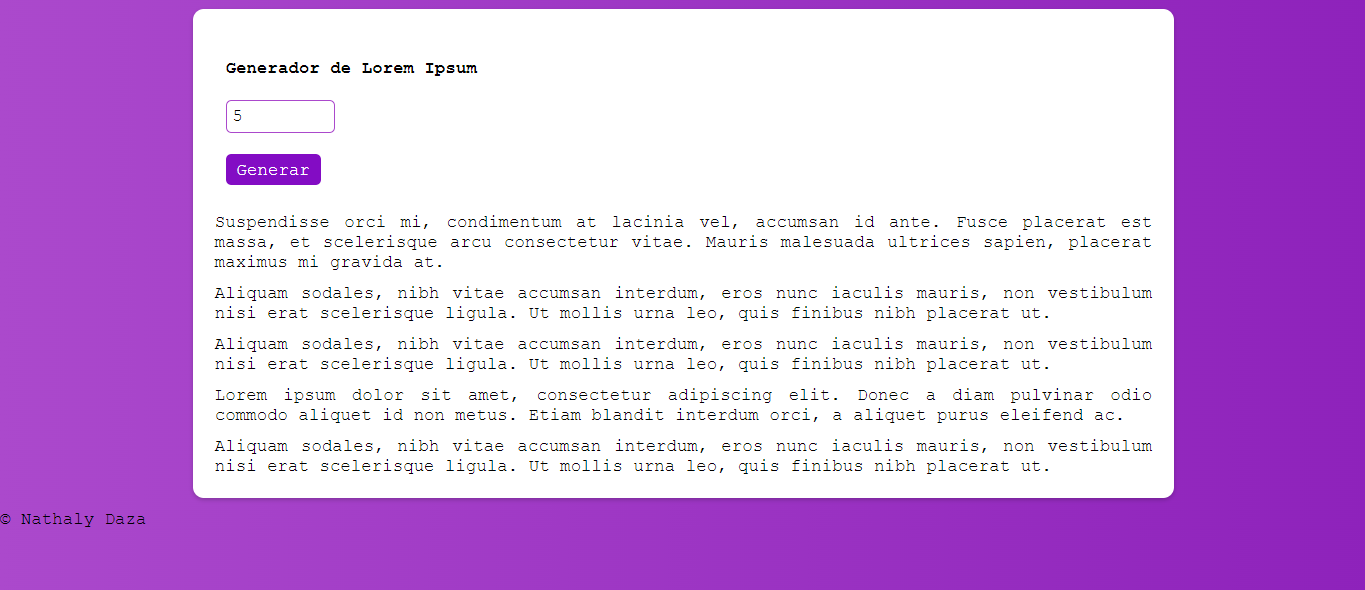 Generador de Lorem Ipsum
5
Generar
Suspendisse orci mi, condimentum at lacinia vel, accumsan id ante. Fusce placerat est
massa, et scelerisque arcu consectetur vitae. Mauris malesuada ultrices sapien, placerat
maximus mi gravida at.
Aliquam sodales, nibh vitae accumsan interdum, eros nunc iaculis mauris, non vestibulum
nisi erat scelerisque ligula. Ut mollis urna leo, quis finibus nibh placerat ut.
Aliquam sodales, nibh vitae accumsan interdum, eros nunc iaculis mauris, non vestibulum
nisi erat scelerisque ligula. Ut mollis urna leo, quis finibus nibh placerat ut.
Lorem ipsum dolor sit amet, consectetur adipiscing elit. Donec a diam pulvinar odio
commodo aliquet id non metus. Etiam blandit interdum orci, a aliquet purus eleifend ac.
Aliquam sodales, nibh vitae accumsan interdum, eros nunc iaculis mauris, non vestibulum
nisi erat scelerisque ligula. Ut mollis urna leo, quis finibus nibh placerat ut.
© Nathaly Daza